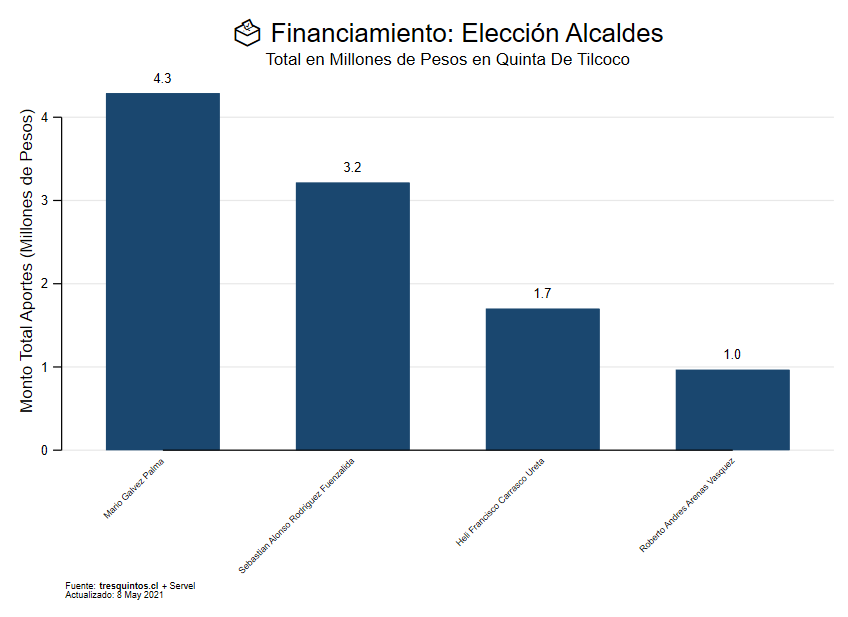 Financiamiento: Elección Alcaldes
Total en Millones de Pesos en Quinta De Tilcoco
Monto Total Aportes (Millones de Pesos)
4
3
2
1
0
4.3
3.2
1.7
1.0
Mario Galvez Palma
Sebastian Alonso Rodriguez Fuenzalida
Heli Francisco Carrasco Ureta
Roberto Andres Arenas Vasquez
Fuente: tresquintos.cl + Servel
Actualizado: 8 May 2021